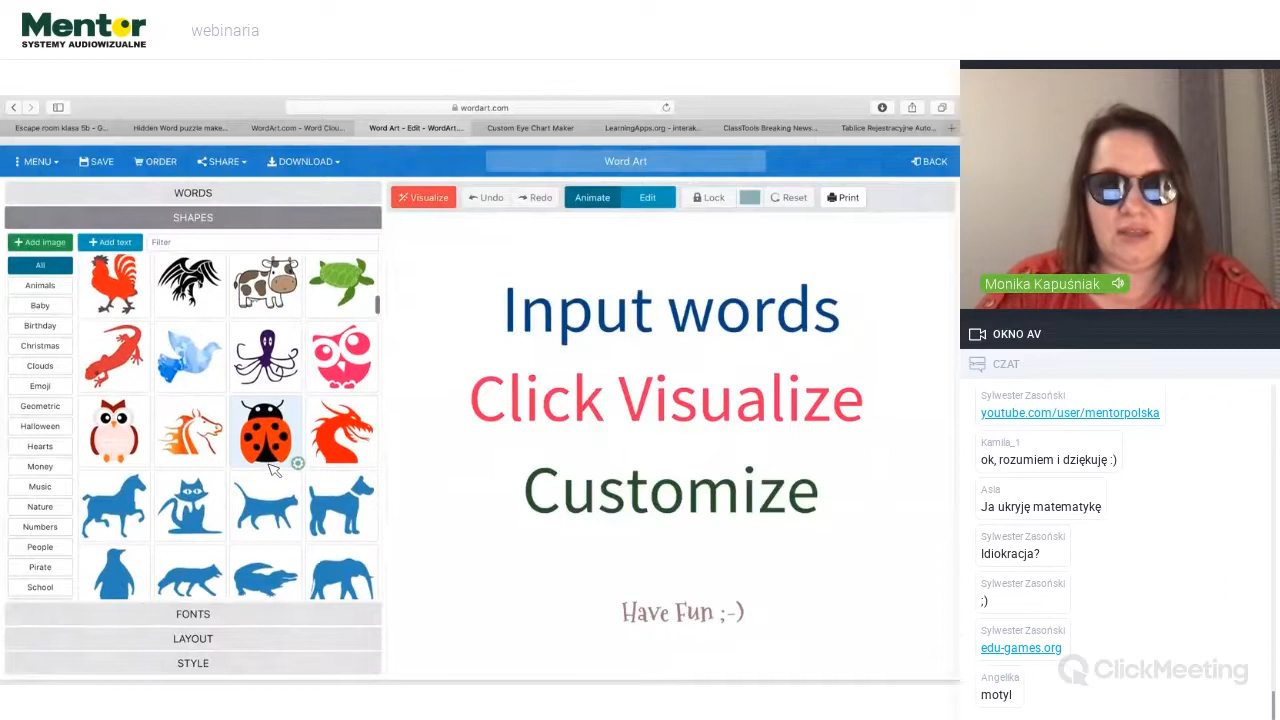 Mentor
SYSTEMY AUDIOWIZUALNE
webinaria
wordart.com
Escape room klasa 5b - G...
Hidden Word puzzle make...
WordArt.com - Word Clou...
Word Art - Edit - WordArt...
Custom Eye Chart Maker
LearningApps.org - interak...
ClassTools Breaking News...
Tablice Rejestracyjne Auto...
MENU
SAVE
ORDER
SHARE
DOWNLOAD
Word Art
BACK
WORDS
SHAPES
Add image
Add text
Filter
All
Animals
Baby
Birthday
Christmas
Clouds
Emoji
Geometric
Halloween
Hearts
Money
Music
Nature
Numbers
People
Pirate
School
FONTS
LAYOUT
STYLE
Visualize
Undo
Redo
Animate
Edit
Lock
Reset
Print
Input words
Click Visualize
Customize
Have Fun ;-)
Monika Kapuśniak
OKNO AV
CZAT
Sylwester Zasoński
youtube.com/user/mentorpolska
Kamila_1
ok, rozumiem i dziękuję :)
Asia
Ja ukryję matematykę
Sylwester Zasoński
Idiokracja?
Sylwester Zasoński
;)
Sylwester Zasoński
edu-games.org
Angelika
motyl
ClickMeeting